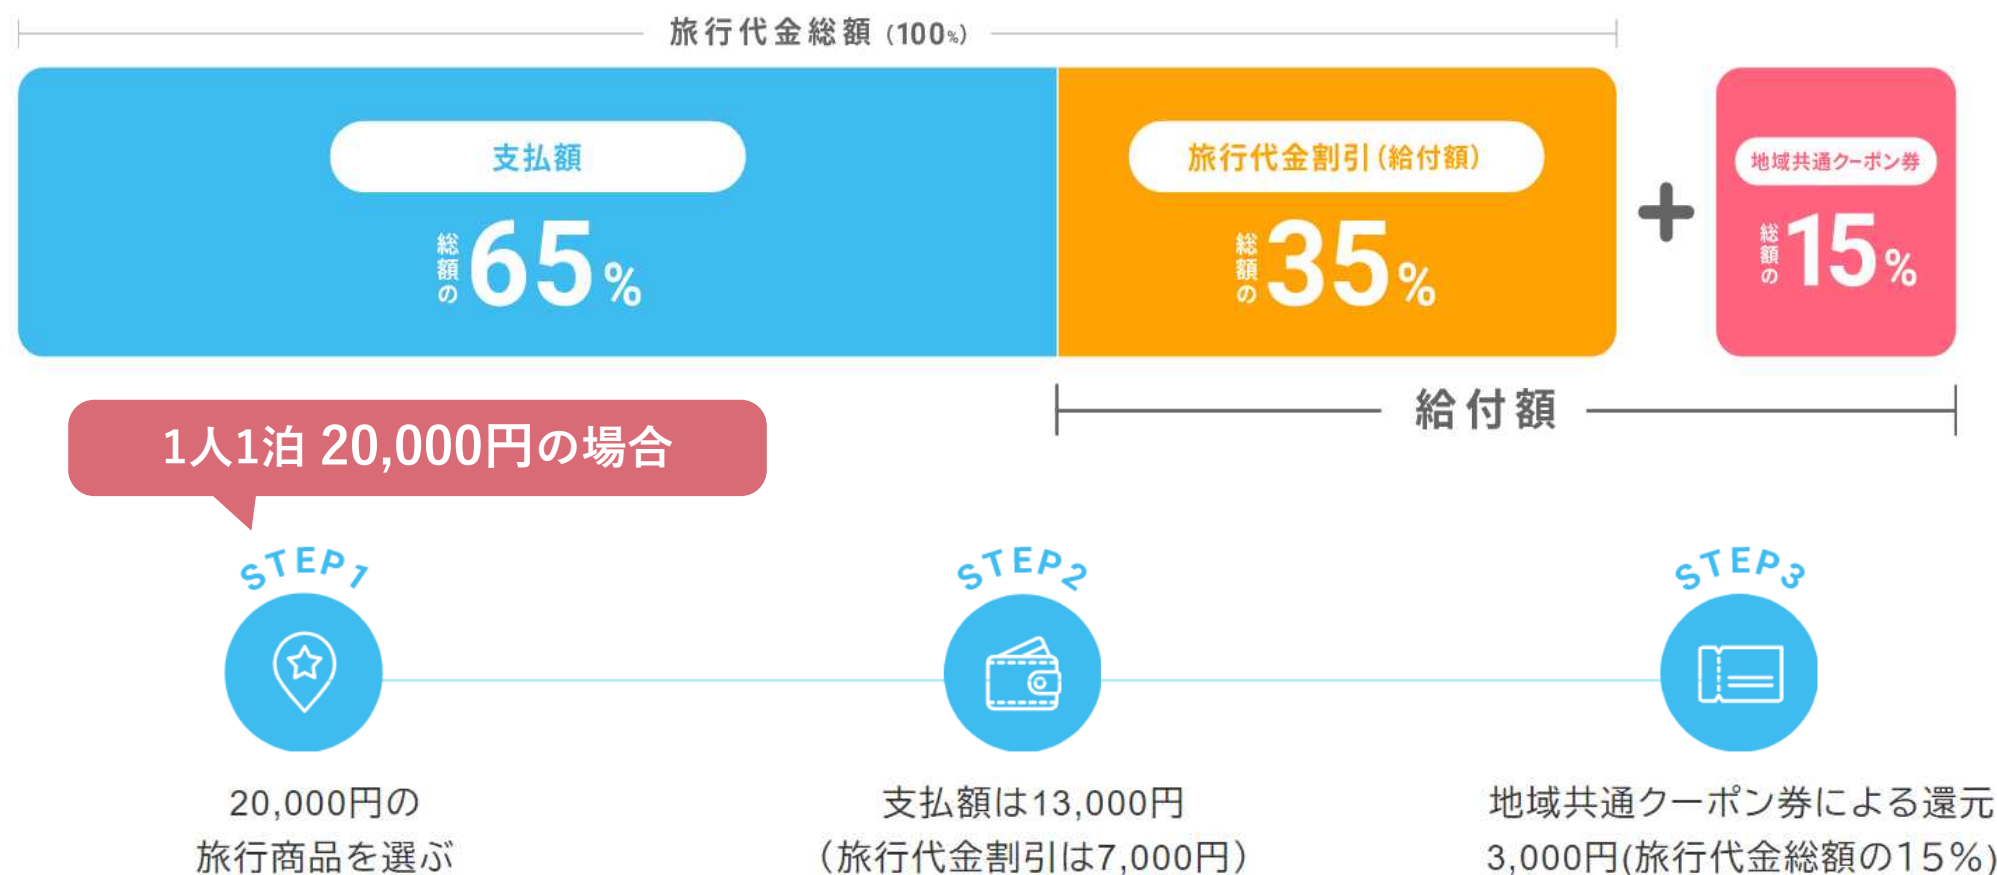 旅行代金総額(100%)
支払額
総額の65%
旅行代金割引(給付額)
総額の35%
+
地域共通クーポン券
総額の15%
給付額
1人1泊 20,000円の場合
STEP1
20,000円の
旅行商品を選ぶ
STEP2
支払額は13,000円
(旅行代金割引は7,000円)
STEP3
地域共通クーポン券による還元
3,000円(旅行代金総額の15%)